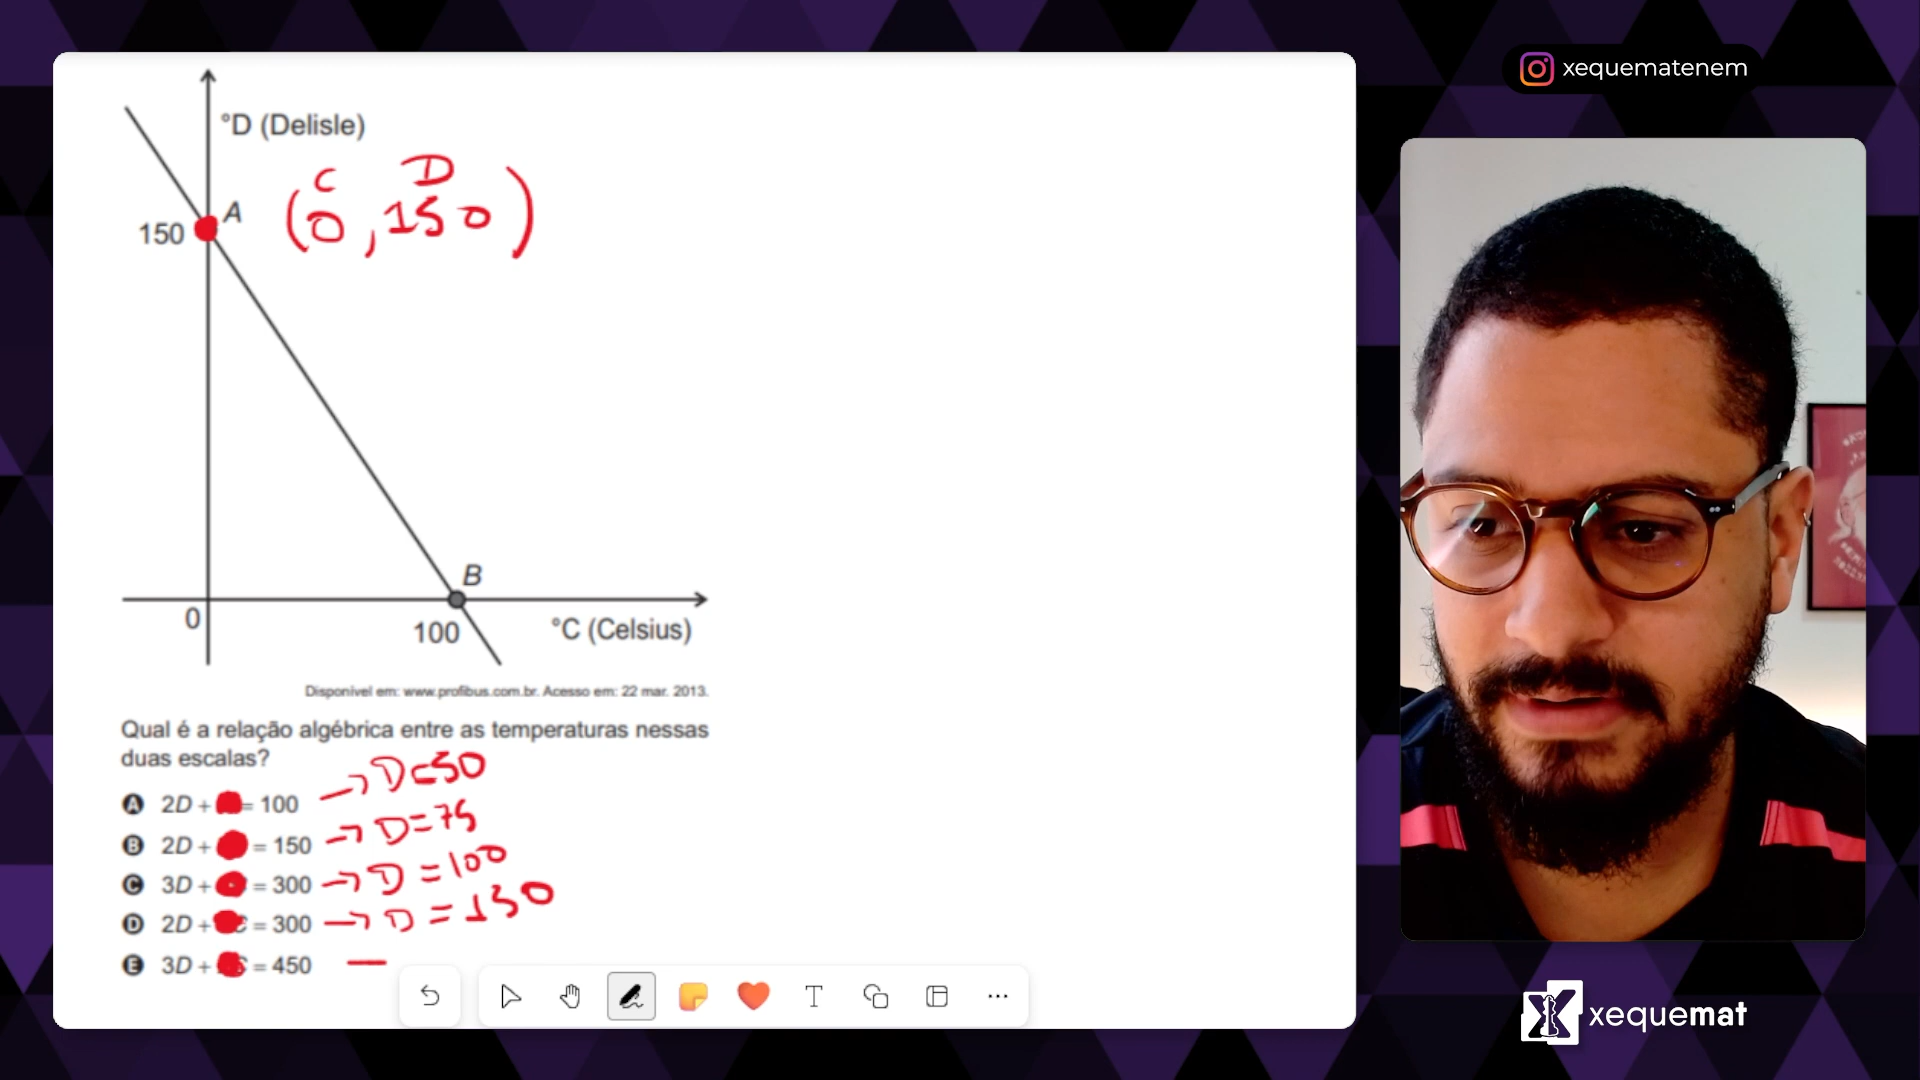 xequematenem
°D (Delisle)
C D
(0, 150)
A
150
B
0
100
°C (Celsius)
Disponível em: www.profibus.com.br. Acesso em: 22 mar. 2013.
Qual é a relação algébrica entre as temperaturas nessas
duas escalas?
A 2D + = 100 → D=50
B 2D + = 150 → D=75
C 3D + = 300 → D=100
D 2D + = 300 → D=150
E 3D + = 450
T
xequemat